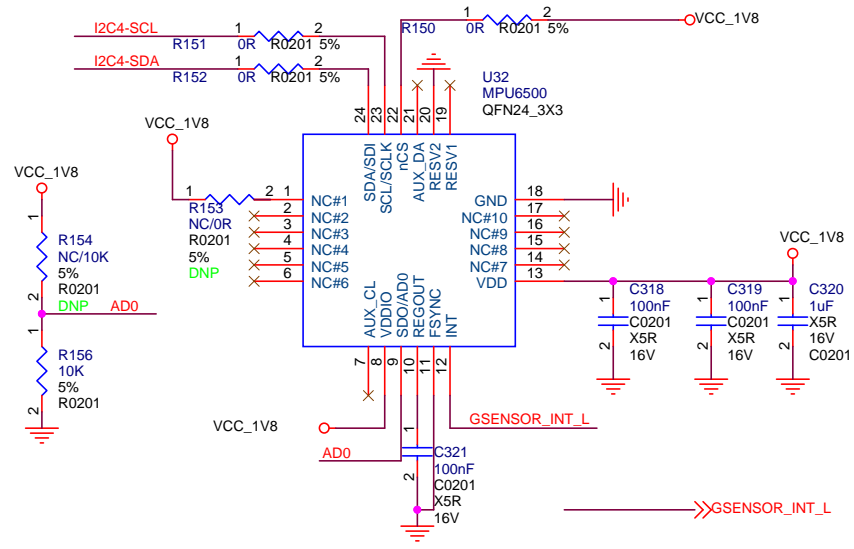 I2C4-SCL
1
2
R151
0R
R0201
5%
I2C4-SDA
1
2
R152
0R
R0201
5%
1
2
R150
0R
R0201
5%
VCC_1V8
U32
MPU6500
QFN24_3X3
24
23
22
21
20
19
SDA/SDI
SCL/SCLK
nCS
AUX_DA
RESV2
RESV1
VCC_1V8
1
2
R153
NC/0R
R0201
5%
DNP
1
2
3
4
5
6
NC#1
NC#2
NC#3
NC#4
NC#5
NC#6
GND
NC#10
NC#9
NC#8
NC#7
VDD
18
17
16
15
14
13
AUX_CL
VDDIO
SDO/AD0
REGOUT
FSYNC
INT
7
8
9
10
11
12
VCC_1V8
1
R154
NC/10K
5%
R0201
2
DNP
AD0
1
R156
10K
5%
2
R0201
VCC_1V8
C318
100nF
1
C0201
X5R
2
16V
C319
100nF
1
C0201
X5R
2
16V
C320
1uF
1
X5R
16V
2
C0201
VCC_1V8
AD0
GSENSOR_INT_L
1
C321
100nF
2
C0201
X5R
16V
GSENSOR_INT_L